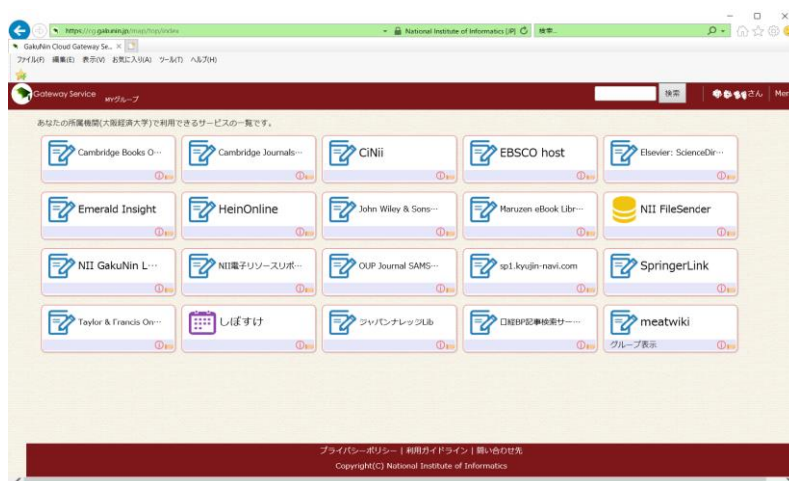 https://cg.gakunin.jp/map/top/index
National Institute of Informatics [JP]
検索...
GakuNin Cloud Gateway Se...
ファイル(F) 編集(E) 表示(V) お気に入り(A) ツール(T) ヘルプ(H)
Gateway Service MYグループ
検索
さん
Mem
あなたの所属機関(大阪経済大学)で利用できるサービスの一覧です。
Cambridge Books O…
Cambridge Journals…
CiNii
EBSCO host
Elsevier: ScienceDir…
Emerald Insight
HeinOnline
John Wiley & Sons…
Maruzen eBook Libr…
NII FileSender
NII GakuNin L…
NII電子リソースリポ…
OUP Journal SAMS…
sp1.kyujin-navi.com
SpringerLink
Taylor & Francis On…
しぼすけ
ジャパンナレッジLib
日経BP記事検索サー…
meatwiki
グループ表示
プライバシーポリシー | 利用ガイドライン | 問い合わせ先
Copyright(C) National Institute of Informatics